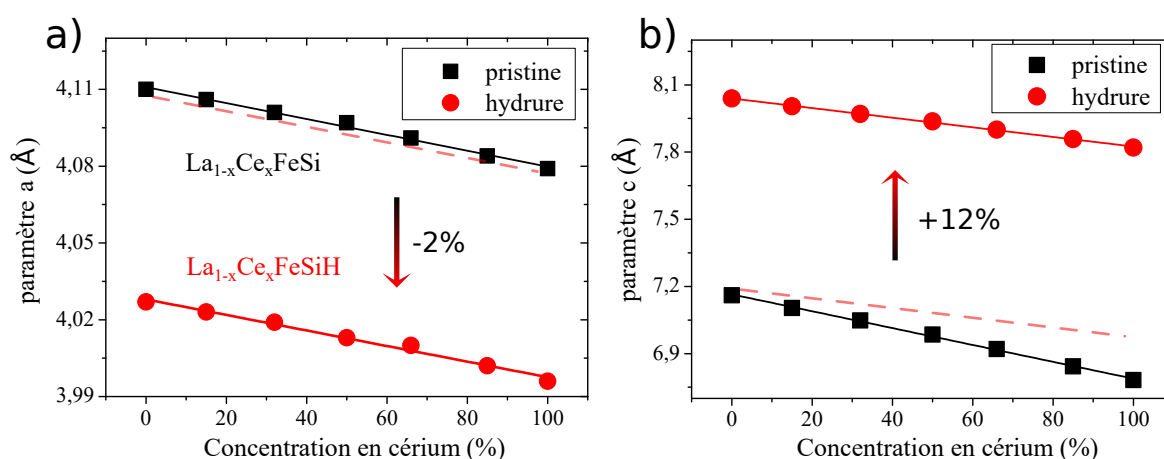 a)
4,11
4,08
4,05
4,02
3,99
paramètre a (Å)
pristine
hydrure
La1-xCexFeSi
-2%
La1-xCexFeSiH
0 20 40 60 80 100
Concentration en cérium (%)
b)
8,1
7,8
7,5
7,2
6,9
paramètre c (Å)
pristine
hydrure
+12%
0 20 40 60 80 100
Concentration en cérium (%)